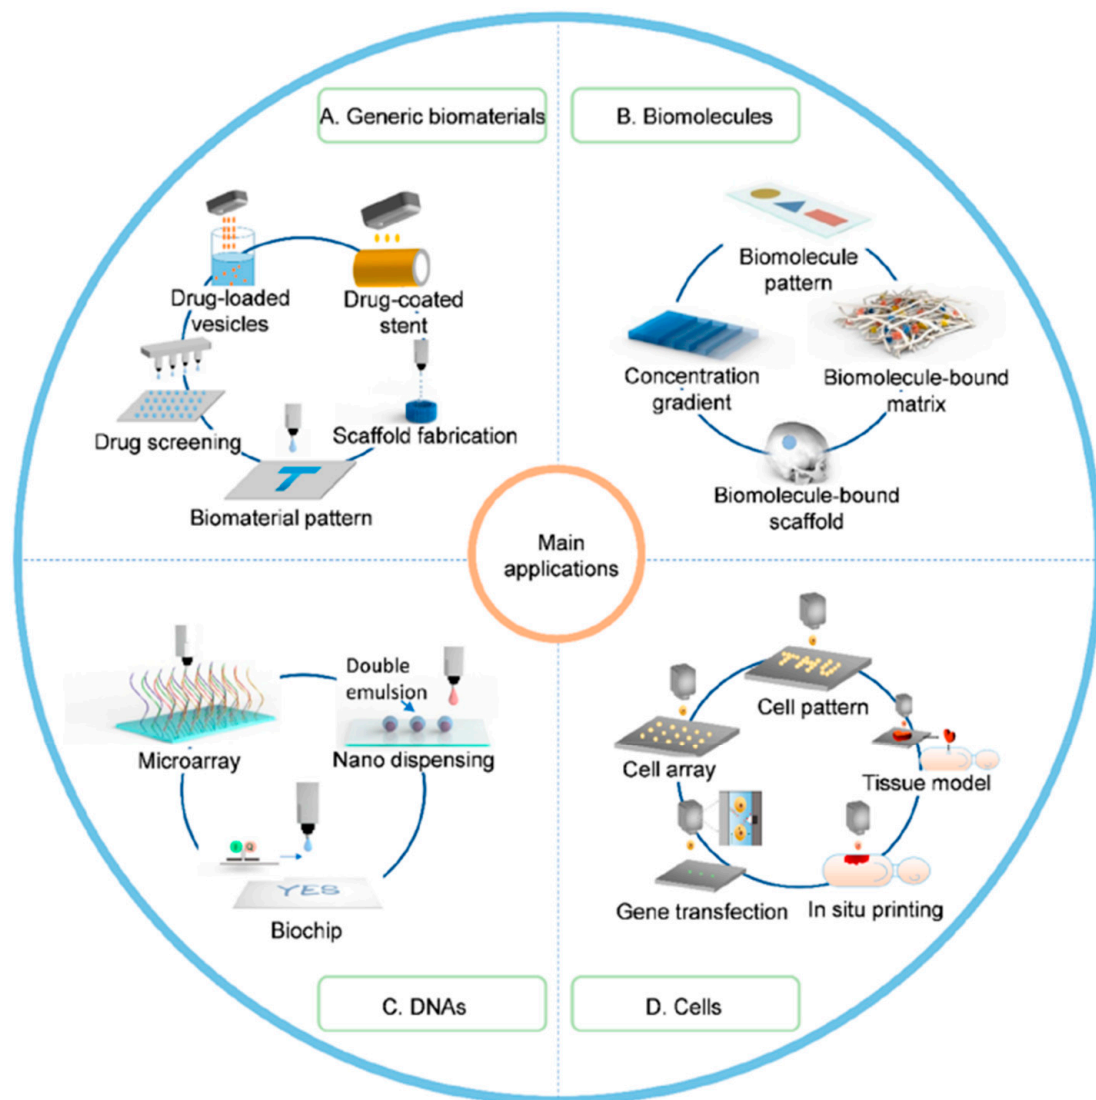 A. Generic biomaterials
B. Biomolecules
Drug-loaded
vesicles
Drug-coated
stent
Drug screening
Scaffold fabrication
T
Biomaterial pattern
Biomolecule
pattern
Concentration
gradient
Biomolecule-bound
matrix
Biomolecule-bound
scaffold
Main
applications
Double
emulsion
Microarray
Nano dispensing
YES
Biochip
THU
Cell pattern
Cell array
Tissue model
Gene transfection
In situ printing
C. DNAs
D. Cells